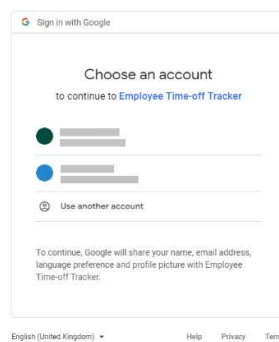 Sign in with Google
Choose an account
to continue to Employee Time-off Tracker
Use another account
To continue, Google will share your name, email address,
language preference and profile picture with Employee
Time-off Tracker.
English (United Kingdom)
Help Privacy